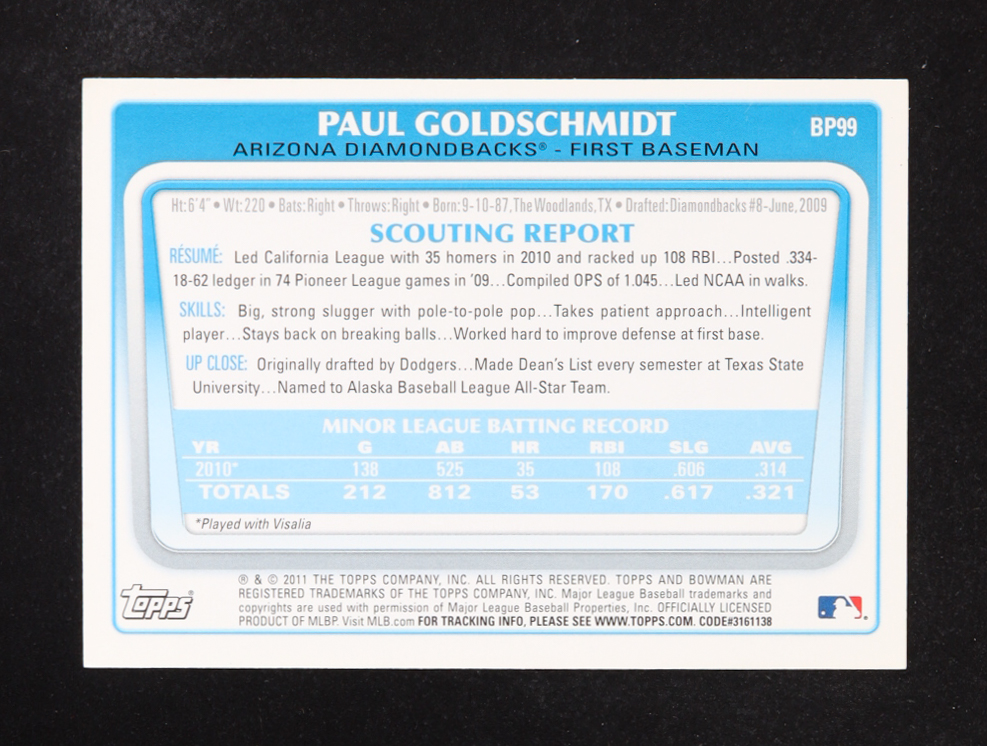 PAUL GOLDSCHMIDT
BP99
ARIZONA DIAMONDBACKS® - FIRST BASEMAN
Ht: 6'4" • Wt: 220 • Bats: Right • Throws: Right • Born: 9-10-87, The Woodlands, TX • Drafted: Diamondbacks #8-June, 2009
SCOUTING REPORT
RÉSUMÉ: Led California League with 35 homers in 2010 and racked up 108 RBI...Posted .334-
18-62 ledger in 74 Pioneer League games in '09...Compiled OPS of 1.045...Led NCAA in walks.
SKILLS: Big, strong slugger with pole-to-pole pop...Takes patient approach...Intelligent
player...Stays back on breaking balls...Worked hard to improve defense at first base.
UP CLOSE: Originally drafted by Dodgers...Made Dean's List every semester at Texas State
University...Named to Alaska Baseball League All-Star Team.
MINOR LEAGUE BATTING RECORD
YR G AB HR RBI SLG AVG
2010* 138 525 35 108 .606 .314
TOTALS 212 812 53 170 .617 .321
*Played with Visalia
® & © 2011 THE TOPPS COMPANY, INC. ALL RIGHTS RESERVED. TOPPS AND BOWMAN ARE
REGISTERED TRADEMARKS OF THE TOPPS COMPANY, INC. Major League Baseball trademarks and
copyrights are used with permission of Major League Baseball Properties, Inc. OFFICIALLY LICENSED
PRODUCT OF MLBP. Visit MLB.com FOR TRACKING INFO, PLEASE SEE WWW.TOPPS.COM. CODE#3161138
Topps®